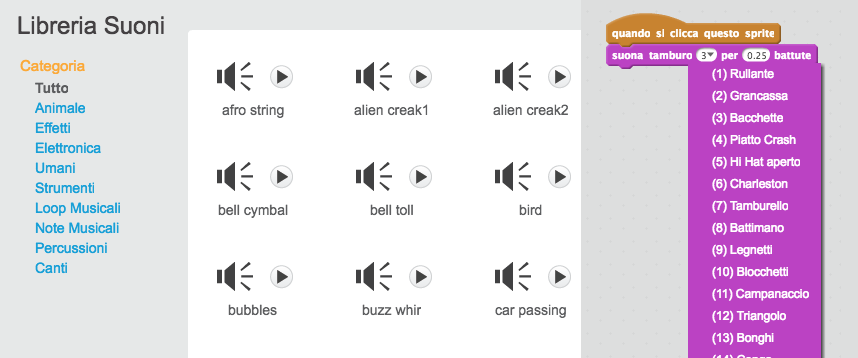 Libreria Suoni
Categoria
Tutto
Animale
Effetti
Elettronica
Umani
Strumenti
Loop Musicali
Note Musicali
Percussioni
Canti
afro string
alien creak1
alien creak2
bell cymbal
bell toll
bird
bubbles
buzz whir
car passing
quando si clicca questo sprite
suona tamburo 3 per 0.25 battute
(1) Rullante
(2) Grancassa
(3) Bacchette
(4) Piatto Crash
(5) Hi Hat aperto
(6) Charleston
(7) Tamburello
(8) Battimano
(9) Legnetti
(10) Blocchetti
(11) Campanaccio
(12) Triangolo
(13) Bonghi